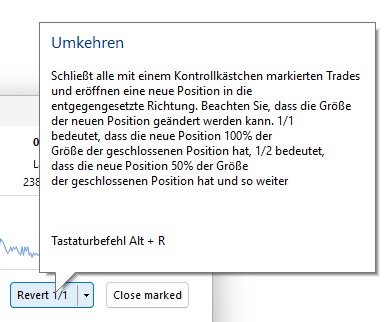 Umkehren
Schließt alle mit einem Kontrollkästchen markierten Trades
und eröffnen eine neue Position in die
entgegengesetzte Richtung. Beachten Sie, dass die Größe
der neuen Position geändert werden kann. 1/1
bedeutet, dass die neue Position 100% der
Größe der geschlossenen Position hat, 1/2 bedeutet,
dass die neue Position 50% der Größe
der geschlossenen Position hat und so weiter
Tastaturbefehl Alt + R
0
L
238
Revert 1/1
Close marked